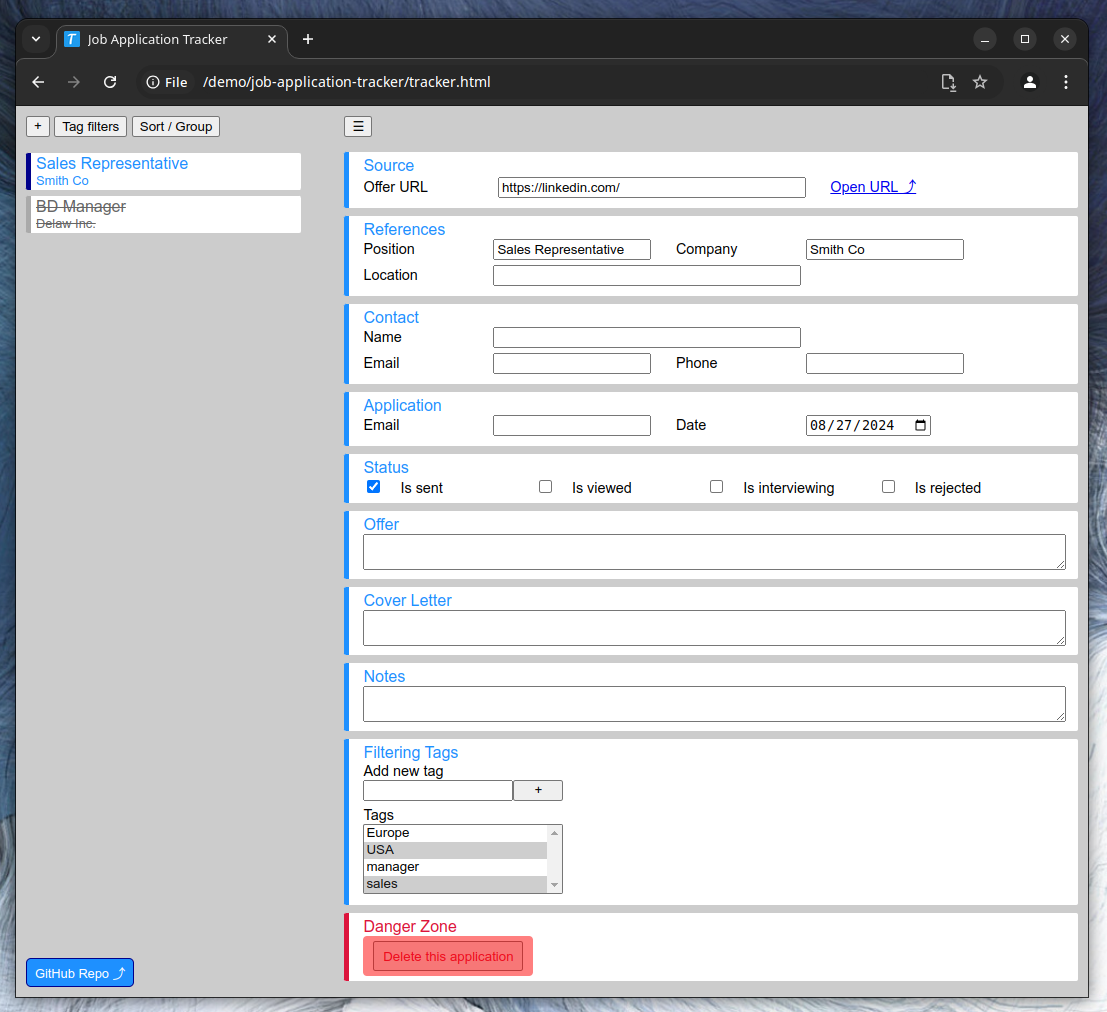 Job Application Tracker
File /demo/job-application-tracker/tracker.html
+ Tag filters Sort / Group
Sales Representative
Smith Co
BD Manager
Delaw Inc.
GitHub Repo
Source
Offer URL https://linkedin.com/ Open URL
References
Position Sales Representative Company Smith Co
Location
Contact
Name
Email Phone
Application
Email Date 08/27/2024
Status
Is sent Is viewed Is interviewing Is rejected
Offer
Cover Letter
Notes
Filtering Tags
Add new tag
+
Tags
Europe
USA
manager
sales
Danger Zone
Delete this application